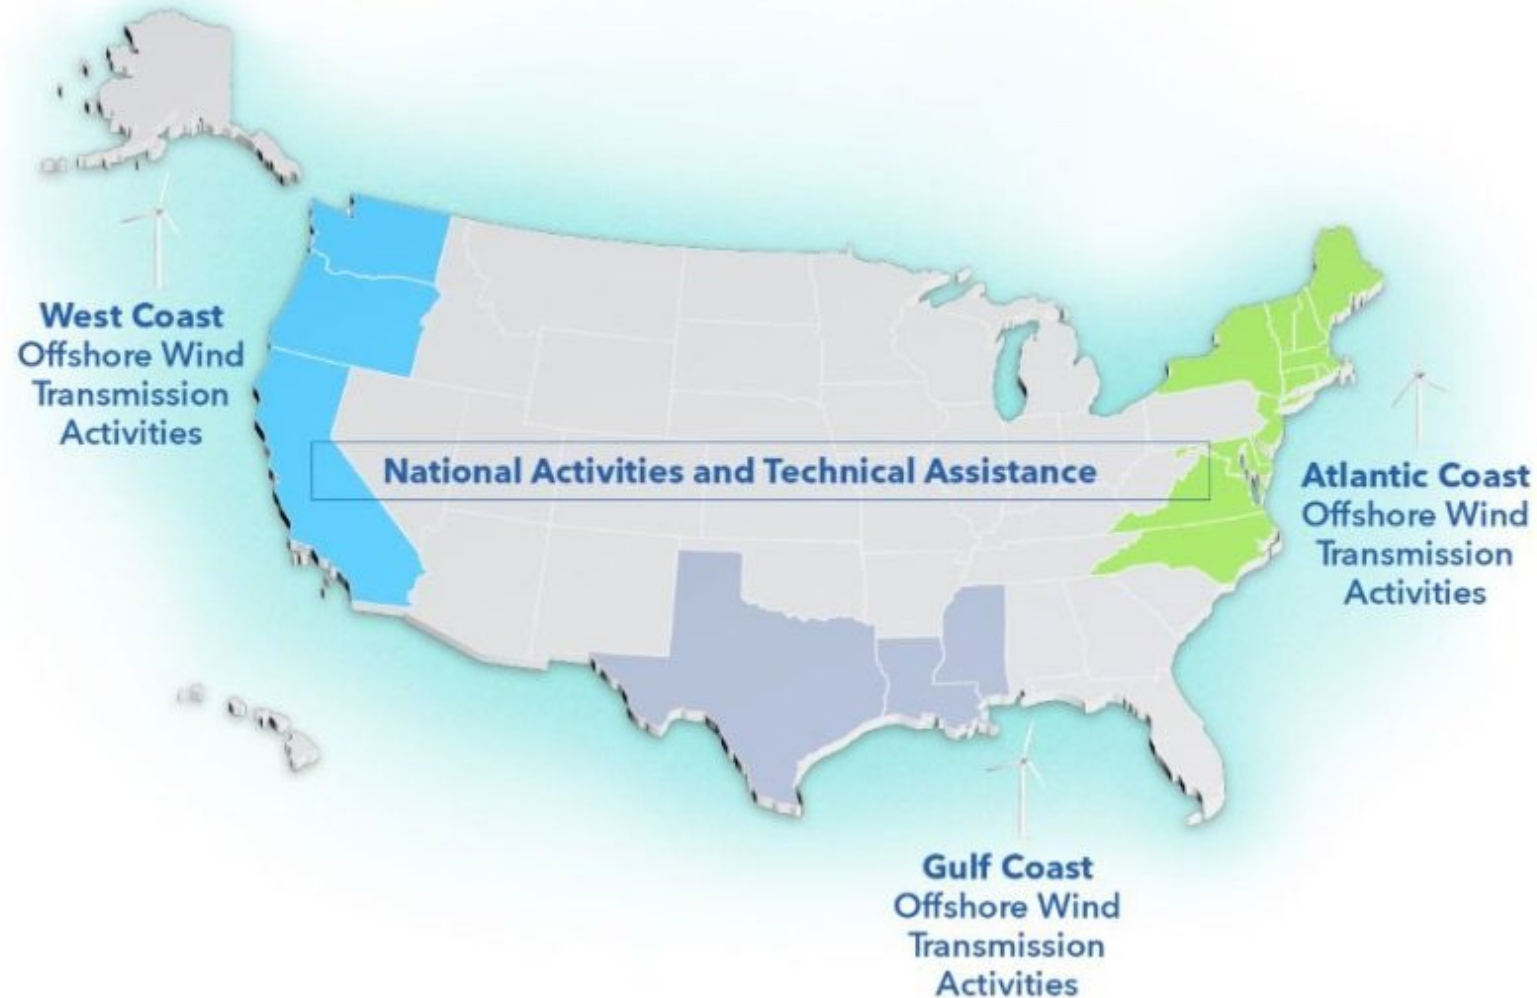 West Coast
Offshore Wind
Transmission
Activities
National Activities and Technical Assistance
Atlantic Coast
Offshore Wind
Transmission
Activities
Gulf Coast
Offshore Wind
Transmission
Activities